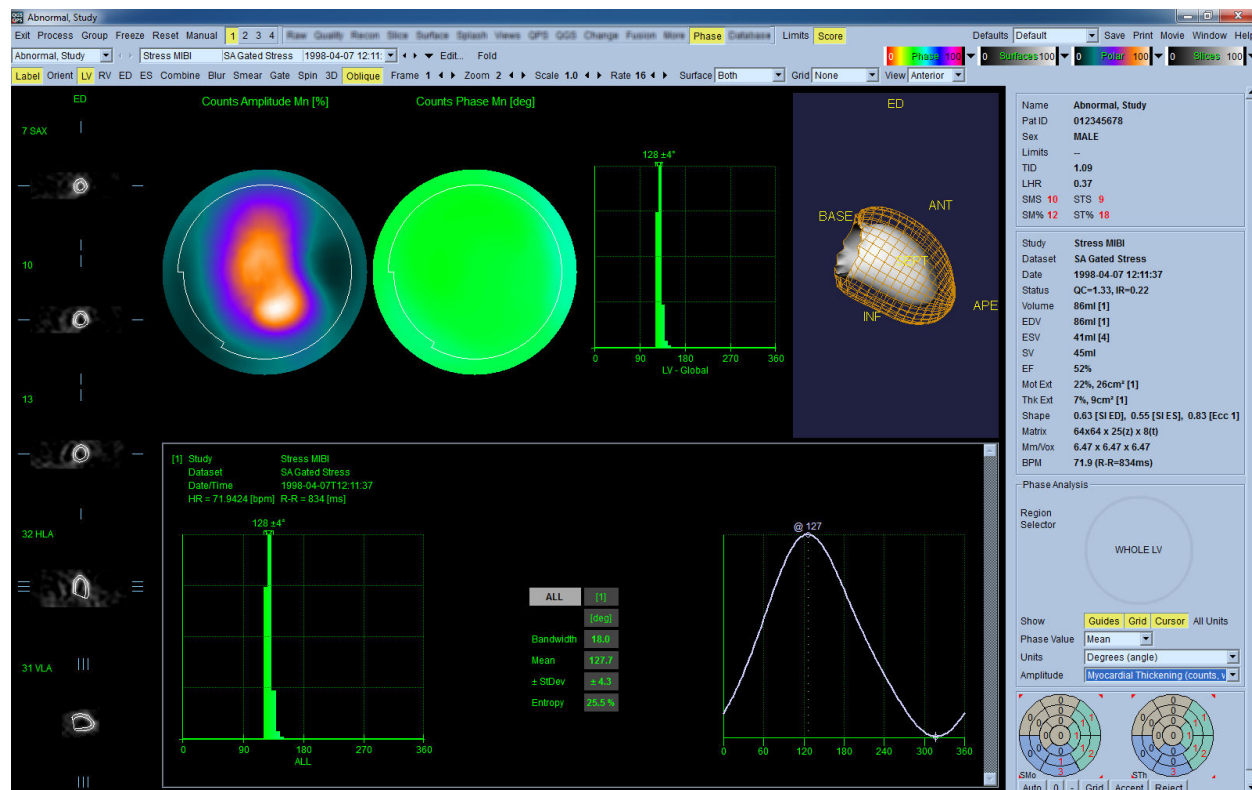 Abnormal, Study
Exit Process Group Freeze Reset Manual 1 2 3 4 Raw Quality Recon Slice Surface Splash Views QPS QGS Change Fusion More Phase Database Limits Score Defaults Default Save Print Movie Window Help
Abnormal, Study Stress MIBI SA Gated Stress 1998-04-07 12:11: Edit... Fold 0 Phase 100 0 Surfaces 100 0 Polar 100 0 Slices 100
Label Orient LV RV ED ES Combine Blur Smear Gate Spin 3D Oblique Frame 1 Zoom 2 Scale 1.0 Rate 16 Surface Both Grid None View Anterior
ED
7 SAX
10
13
32 HLA
31 VLA
Counts Amplitude Mn [%]
Counts Phase Mn [deg]
128 ±4°
0 90 180 270 360
LV - Global
ED
BASE
ANT
SEPT
INF
APE
[1] Study Stress MIBI
Dataset SA Gated Stress
Date/Time 1998-04-07T12:11:37
HR = 71.9424 [bpm] R-R = 834 [ms]
128 ±4°
0 90 180 270 360
ALL
ALL [1]
[deg]
Bandwidth 18.0
Mean 127.7
± StDev ± 4.3
Entropy 25.5 %
@ 127
0 60 120 180 240 300 360
Name Abnormal, Study
Pat ID 012345678
Sex MALE
Limits --
TID 1.09
LHR 0.37
SMS 10 STS 9
SM% 12 ST% 18
Study Stress MIBI
Dataset SA Gated Stress
Date 1998-04-07 12:11:37
Status QC=1.33, IR=0.22
Volume 86ml [1]
EDV 86ml [1]
ESV 41ml [4]
SV 45ml
EF 52%
Mot Ext 22%, 26cm² [1]
Thk Ext 7%, 9cm² [1]
Shape 0.63 [SI ED], 0.55 [SI ES], 0.83 [Ecc 1]
Matrix 64x64 x 25(z) x 8(t)
Mm/Vox 6.47 x 6.47 x 6.47
BPM 71.9 (R-R=834ms)
Phase Analysis
Region
Selector
WHOLE LV
Show Guides Grid Cursor All Units
Phase Value Mean
Units Degrees (angle)
Amplitude Myocardial Thickening (counts, v
SMo
STh
Auto 0 - Grid Accept Reject